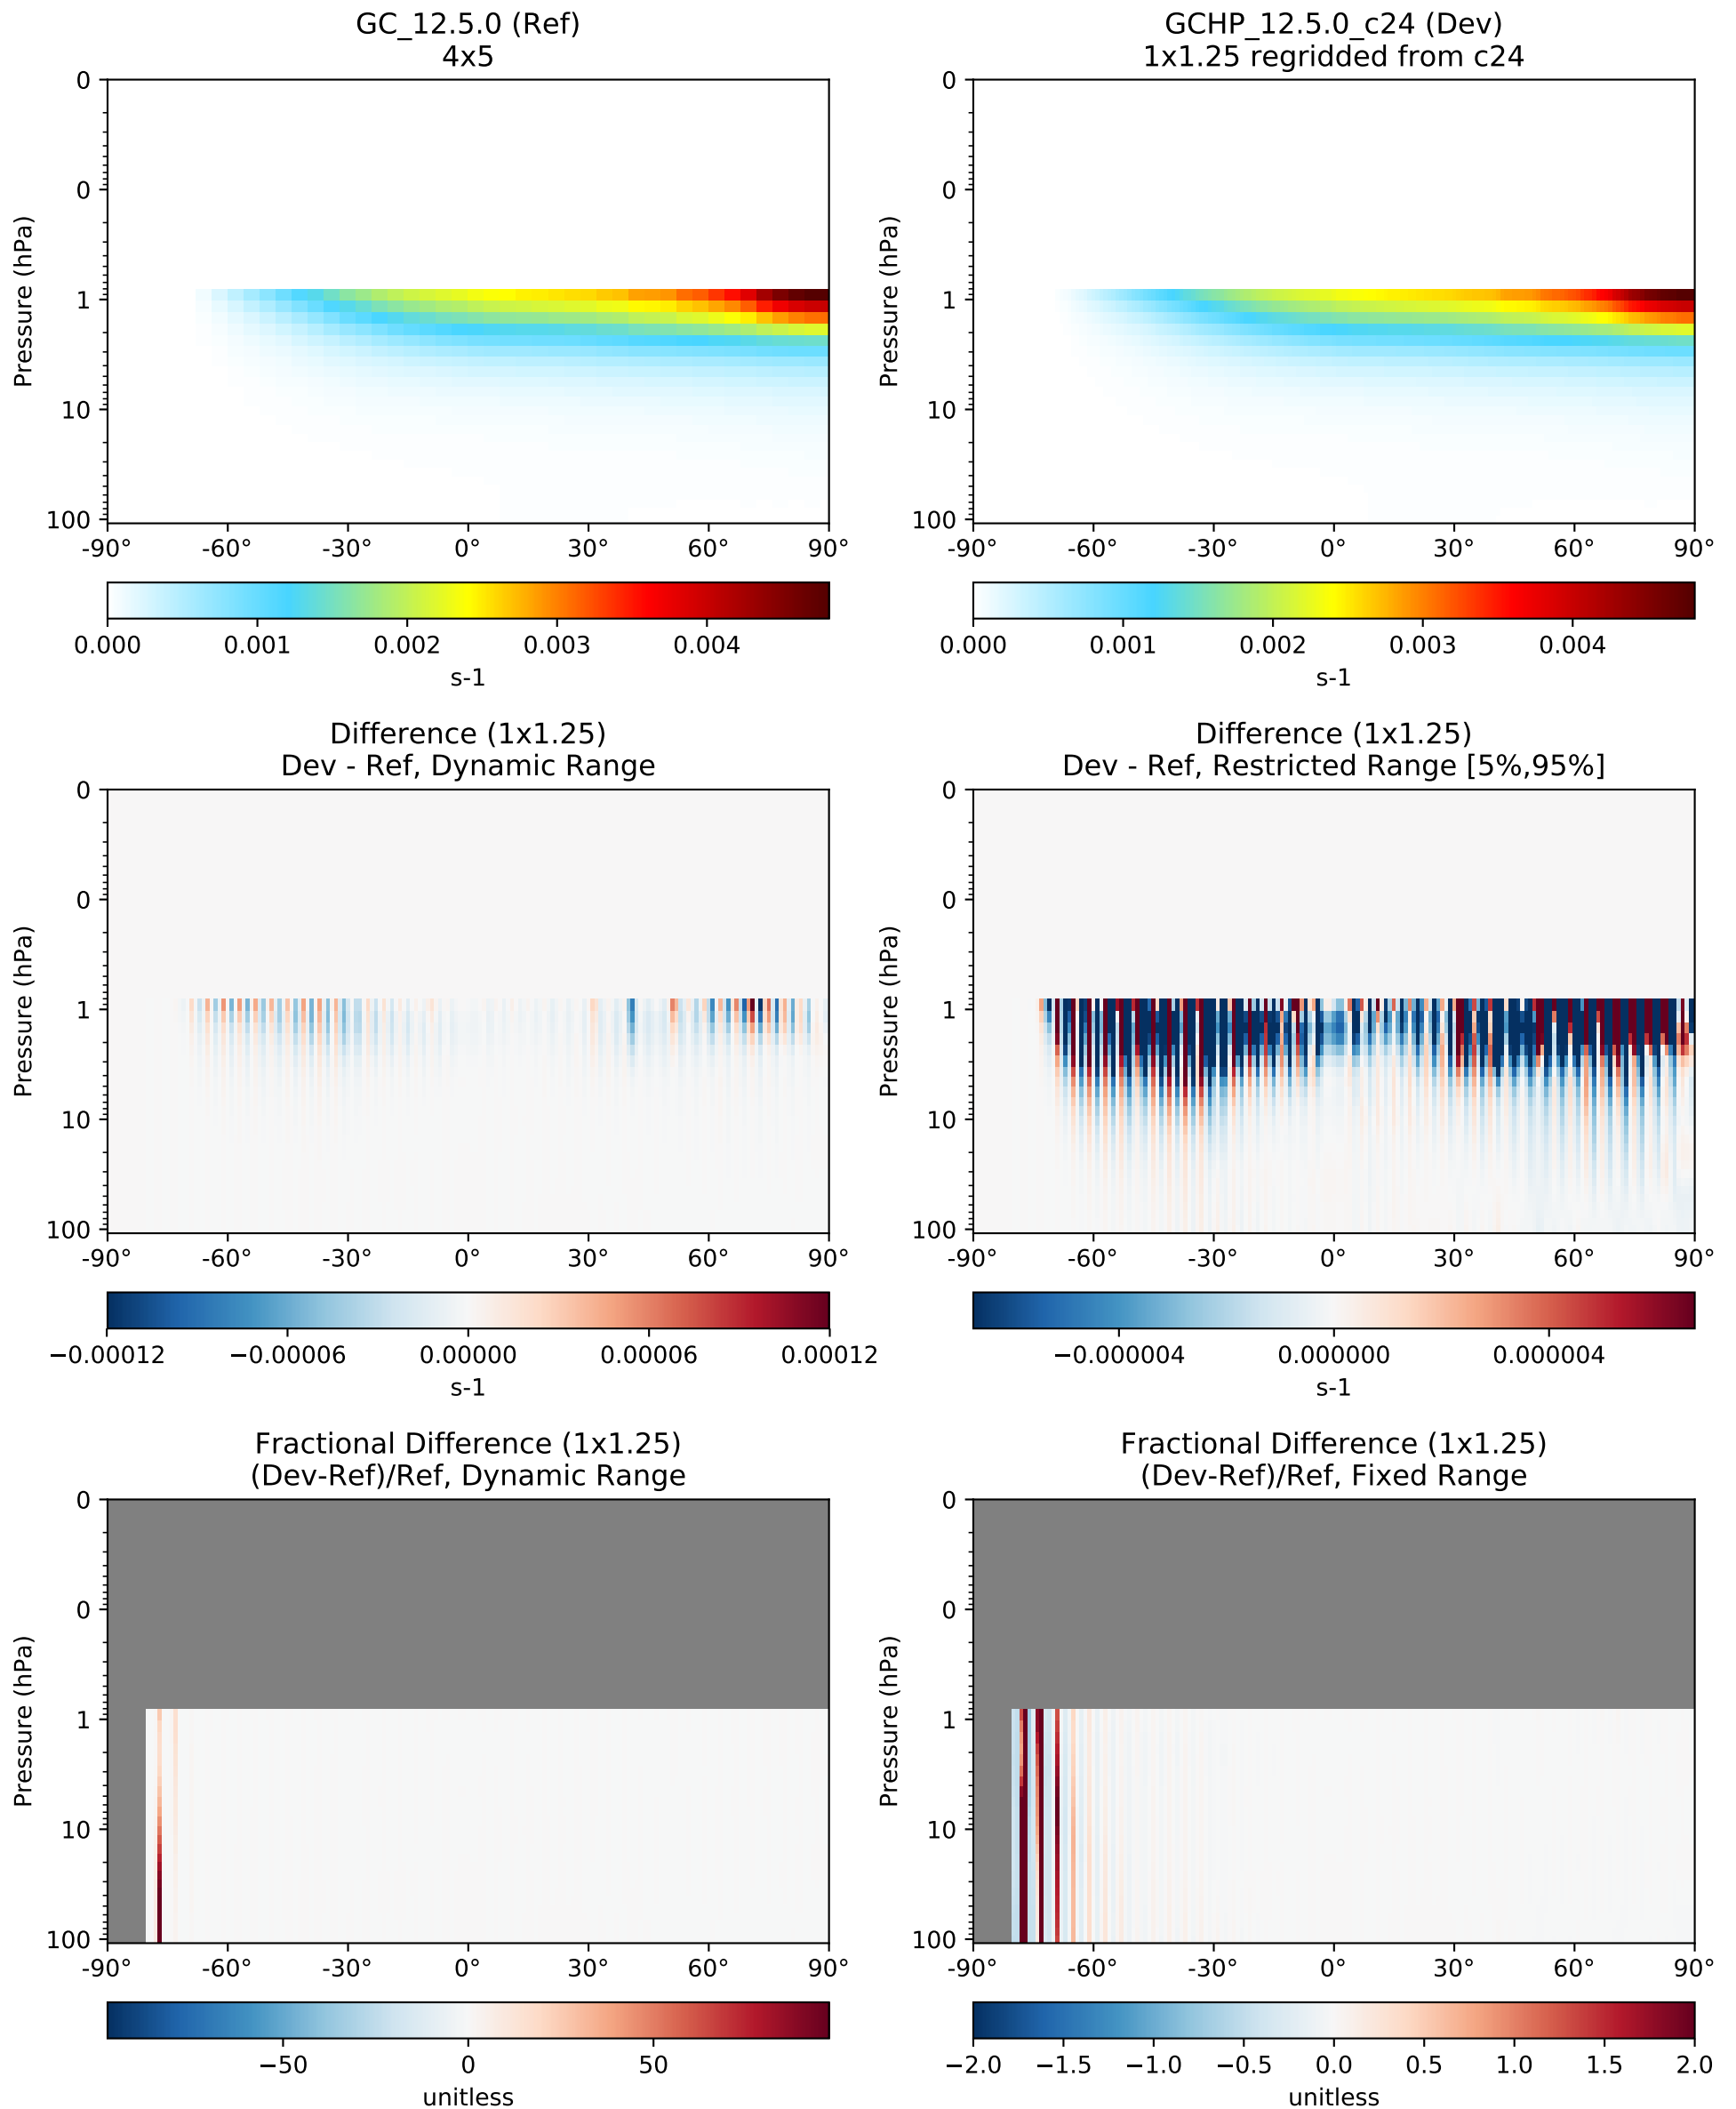 GC_12.5.0 (Ref)
4x5
Pressure (hPa)
0
0
1
10
100
-90° -60° -30° 0° 30° 60° 90°
0.000 0.001 0.002 0.003 0.004
s-1
GCHP_12.5.0_c24 (Dev)
1x1.25 regridded from c24
Pressure (hPa)
0
0
1
10
100
-90° -60° -30° 0° 30° 60° 90°
0.000 0.001 0.002 0.003 0.004
s-1
Difference (1x1.25)
Dev - Ref, Dynamic Range
Pressure (hPa)
0
0
1
10
100
-90° -60° -30° 0° 30° 60° 90°
−0.00012 −0.00006 0.00000 0.00006 0.00012
s-1
Difference (1x1.25)
Dev - Ref, Restricted Range [5%,95%]
Pressure (hPa)
0
0
1
10
100
-90° -60° -30° 0° 30° 60° 90°
−0.000004 0.000000 0.000004
s-1
Fractional Difference (1x1.25)
(Dev-Ref)/Ref, Dynamic Range
Pressure (hPa)
0
0
1
10
100
-90° -60° -30° 0° 30° 60° 90°
−50 0 50
unitless
Fractional Difference (1x1.25)
(Dev-Ref)/Ref, Fixed Range
Pressure (hPa)
0
0
1
10
100
-90° -60° -30° 0° 30° 60° 90°
−2.0 −1.5 −1.0 −0.5 0.0 0.5 1.0 1.5 2.0
unitless